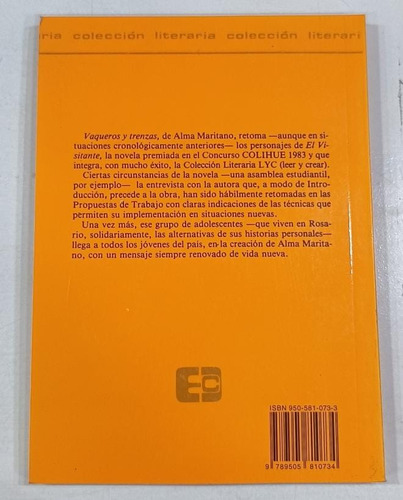 ria colección literaria colección literari
Vaqueros y trenzas, de Alma Maritano, retoma —aunque en si-
tuaciones cronológicamente anteriores— los personajes de El Vi-
sitante, la novela premiada en el Concurso COLIHUE 1983 y que
integra, con mucho éxito, la Colección Literaria LYC (leer y crear).
Ciertas circunstancias de la novela —una asamblea estudiantil,
por ejemplo— la entrevista con la autora que, a modo de Intro-
ducción, precede a la obra, han sido hábilmente retomadas en las
Propuestas de Trabajo con claras indicaciones de las técnicas que
permiten su implementación en situaciones nuevas.
Una vez más, ese grupo de adolescentes —que viven en Rosa-
rio, solidariamente, las alternativas de sus historias personales—
llega a todos los jóvenes del país, en la creación de Alma Marita-
no, con un mensaje siempre renovado de vida nueva.
ISBN 950-581-073-3
9 789505 810734